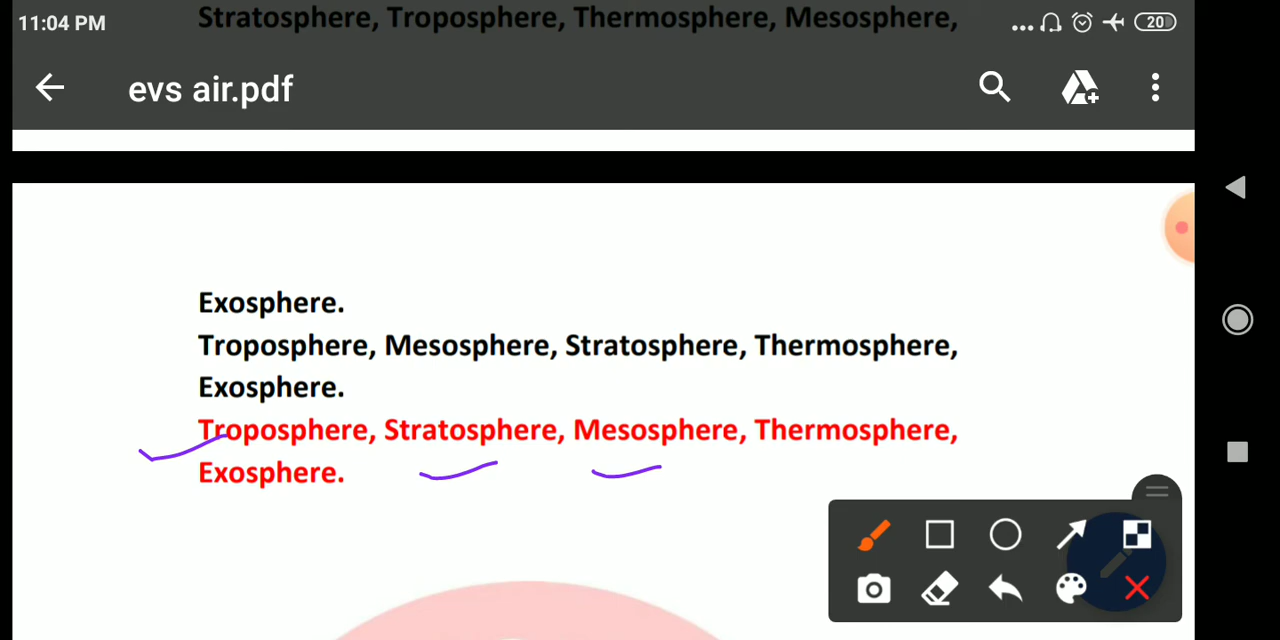 Stratosphere, Troposphere, Thermosphere, Mesosphere,
11:04 PM
20
evs air.pdf
Exosphere.
Troposphere, Mesosphere, Stratosphere, Thermosphere,
Exosphere.
Troposphere, Stratosphere, Mesosphere, Thermosphere,
Exosphere.